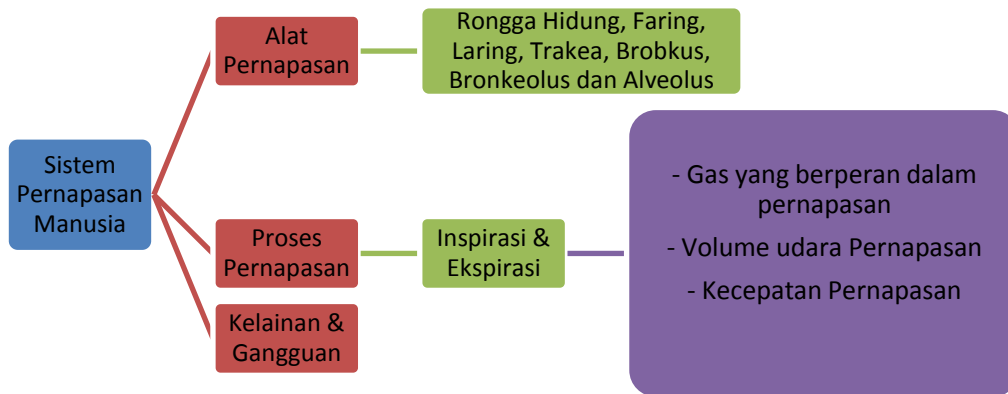 Sistem
Pernapasan
Manusia
Alat
Pernapasan
Rongga Hidung, Faring,
Laring, Trakea, Brobkus,
Bronkeolus dan Alveolus
Proses
Pernapasan
Inspirasi &
Ekspirasi
- Gas yang berperan dalam
pernapasan
- Volume udara Pernapasan
- Kecepatan Pernapasan
Kelainan &
Gangguan